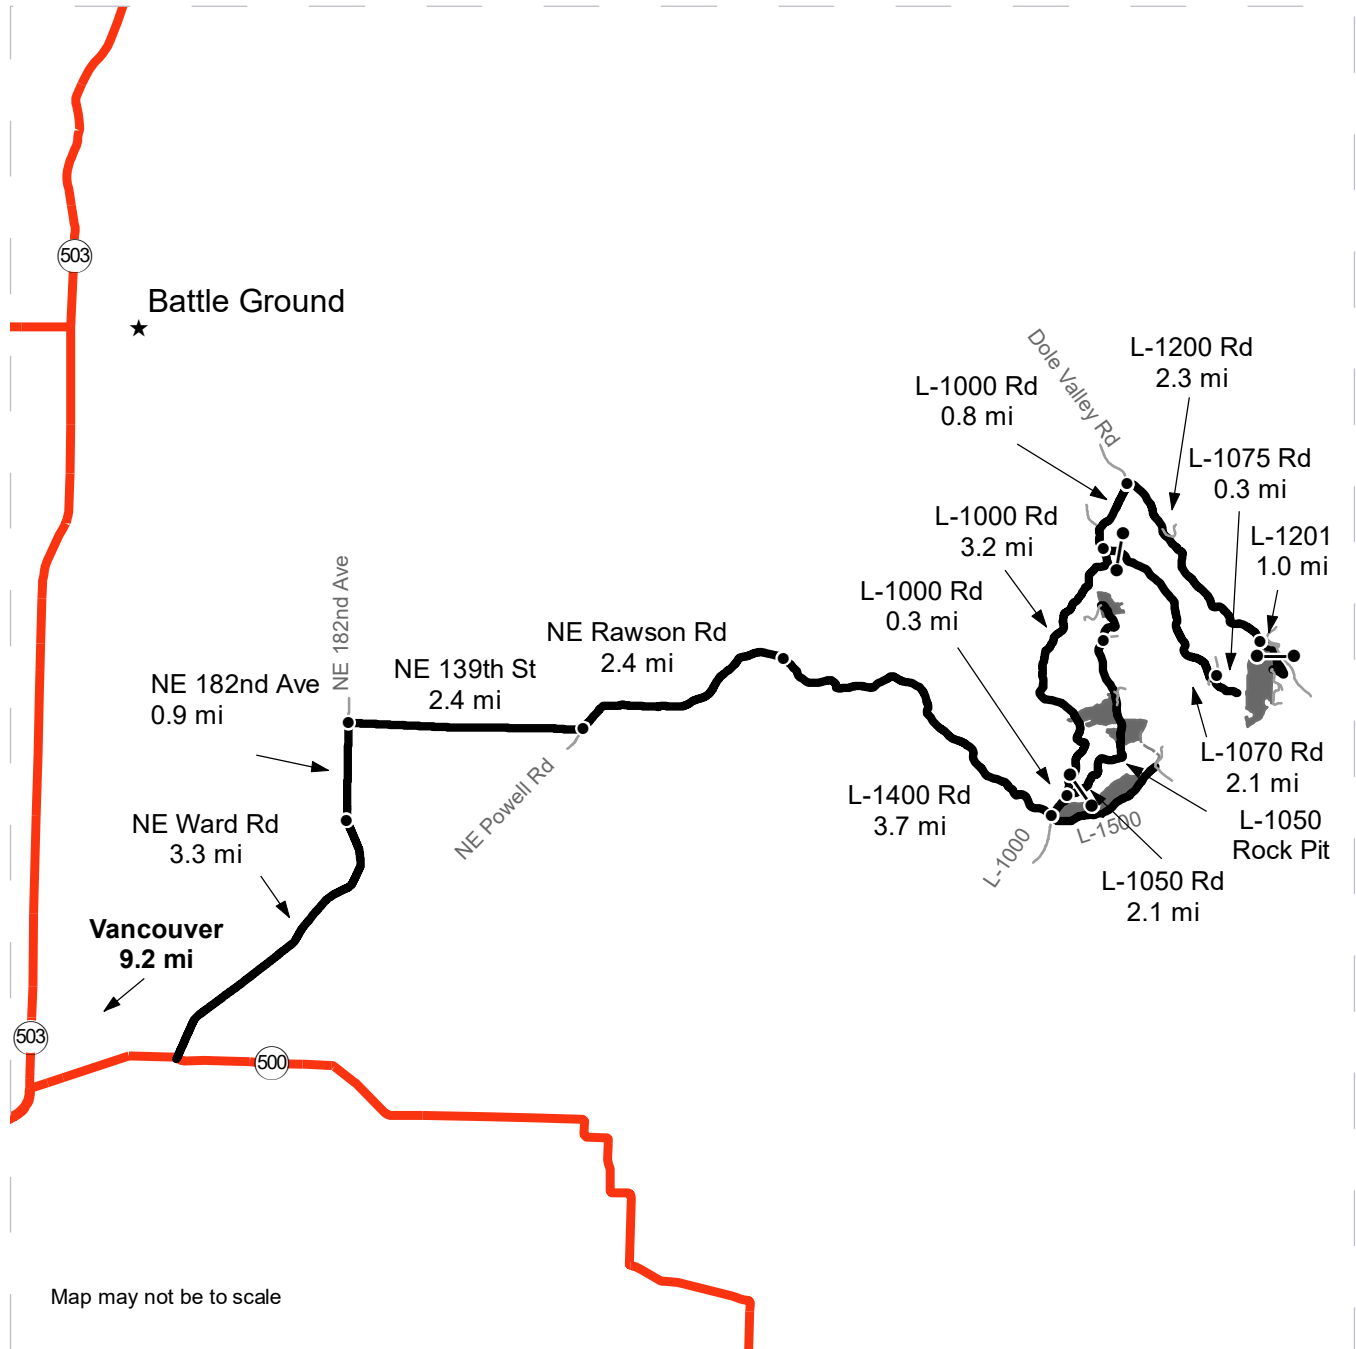 503
Battle Ground
Dole Valley Rd
L-1200 Rd
2.3 mi
L-1000 Rd
0.8 mi
L-1075 Rd
0.3 mi
L-1000 Rd
3.2 mi
L-1201
1.0 mi
NE 182nd Ave
L-1000 Rd
0.3 mi
NE Rawson Rd
2.4 mi
NE 139th St
2.4 mi
NE 182nd Ave
0.9 mi
NE Powell Rd
L-1070 Rd
2.1 mi
L-1400 Rd
3.7 mi
L-1050
Rock Pit
L-1500
L-1000
NE Ward Rd
3.3 mi
L-1050 Rd
2.1 mi
Vancouver
9.2 mi
503
500
Map may not be to scale